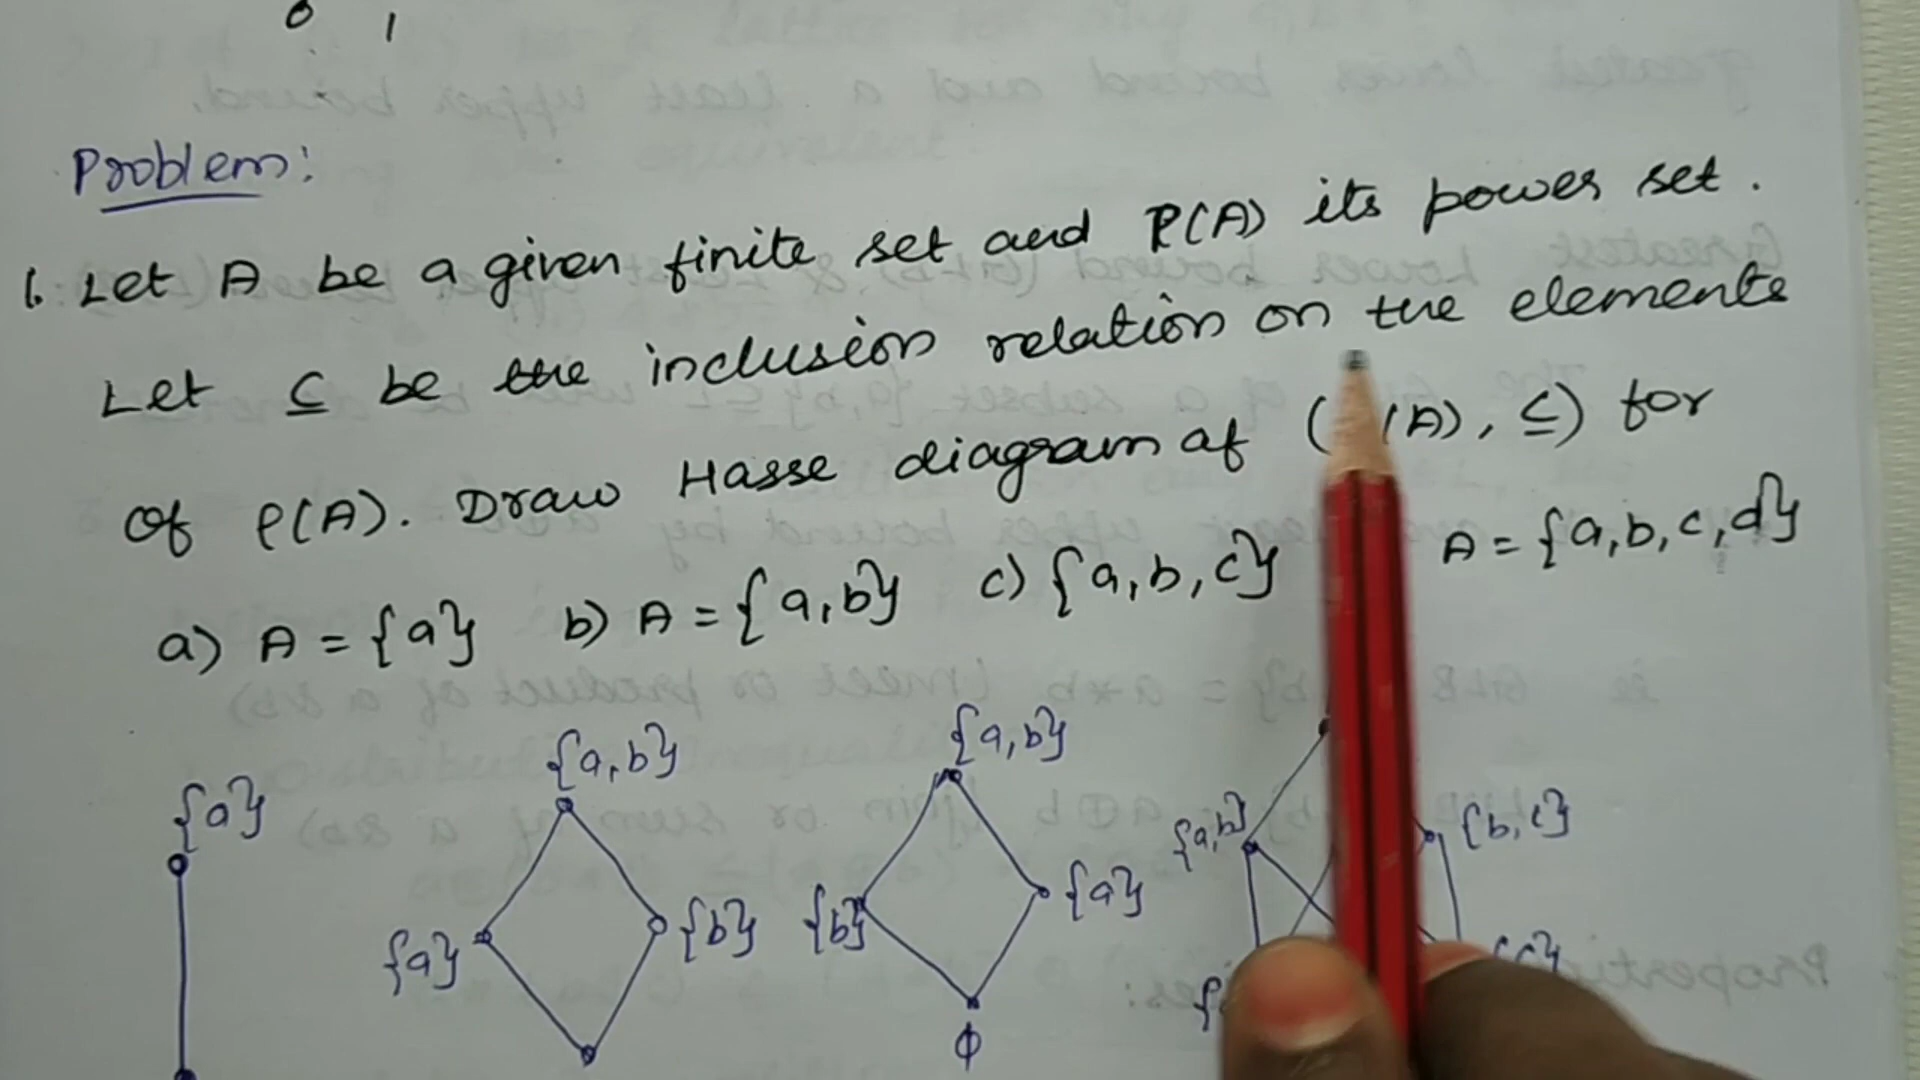 0 1
Problem:
1. Let A be a given finite set and P(A) its power set.
Let ⊆ be the inclusion relation on the elements
of ρ(A). Draw Hasse diagram of ( (A), ⊆) for
a) A = {a} b) A = {a,b} c) {a,b,c} A = {a,b,c,d}
{a} {a,b} {a,b}
{a,b} {b,c}
{a} {b} {b} {a}
{c}
ϕ